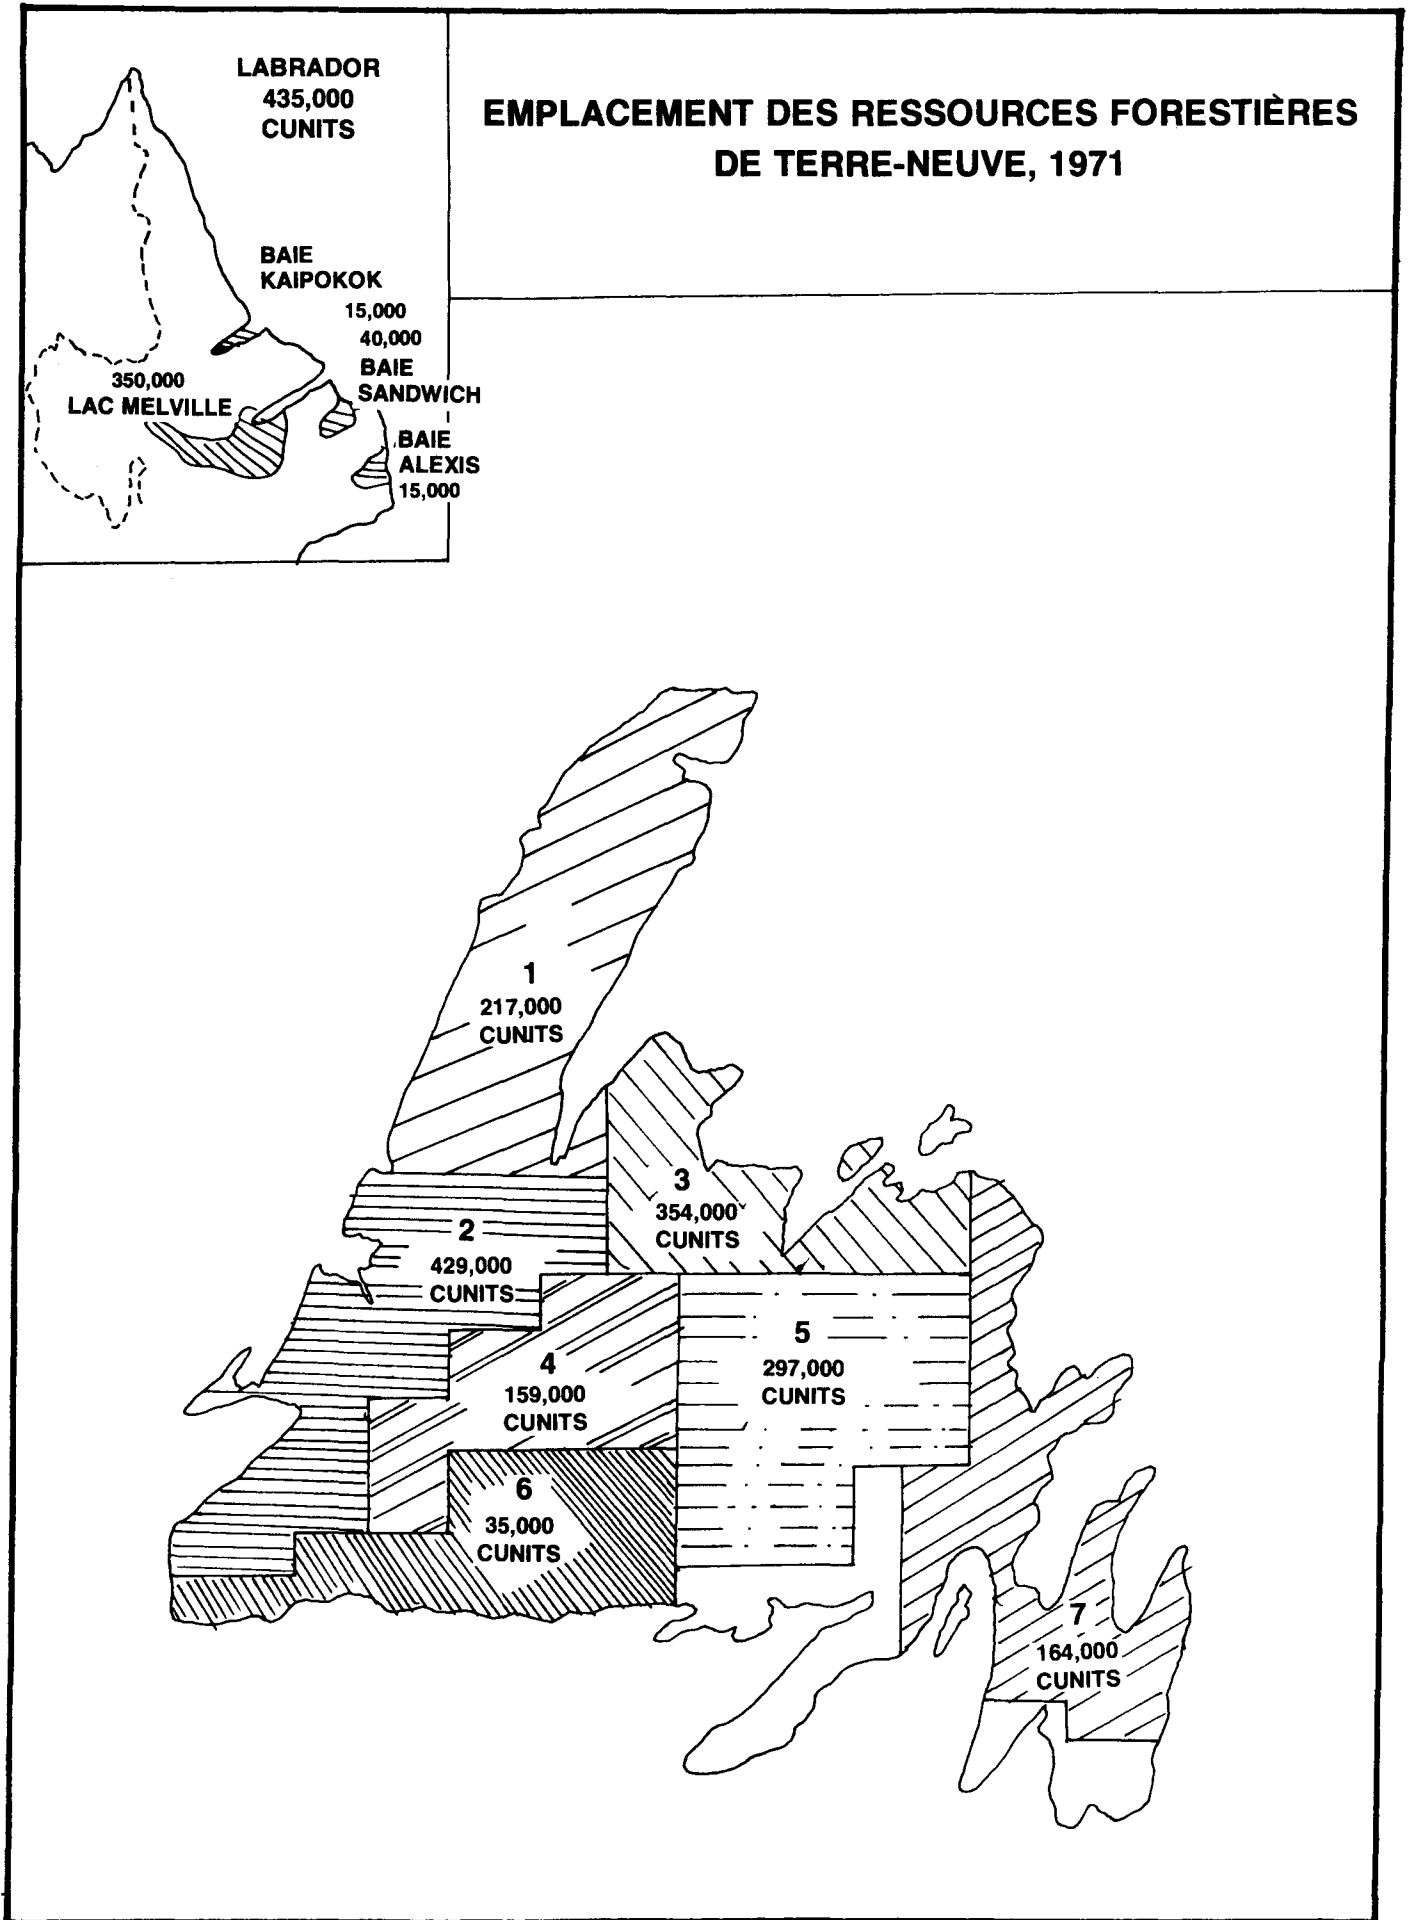 LABRADOR
435,000
CUNITS
EMPLACEMENT DES RESSOURCES FORESTIÈRES
DE TERRE-NEUVE, 1971
BAIE
KAIPOKOK
15,000
40,000
BAIE
SANDWICH
350,000
LAC MELVILLE
BAIE
ALEXIS
15,000
1
217,000
CUNITS
3
354,000
CUNITS
2
429,000
CUNITS
5
297,000
CUNITS
4
159,000
CUNITS
6
35,000
CUNITS
7
164,000
CUNITS